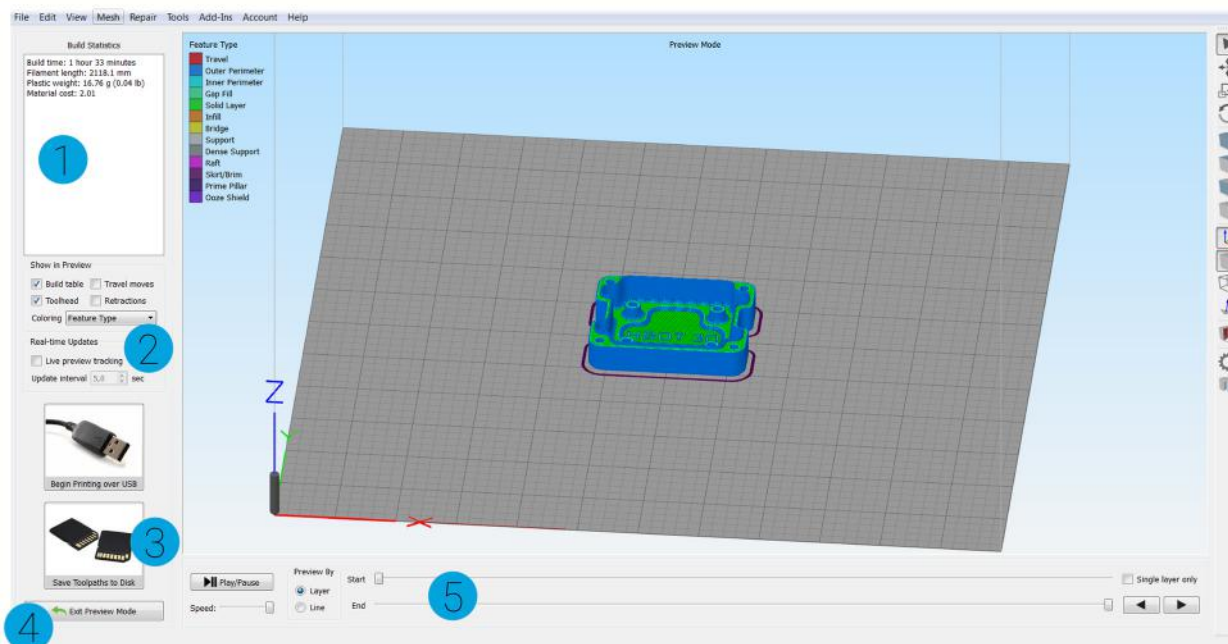 File Edit View Mesh Repair Tools Add-Ins Account Help
Build Statistics
Build time: 1 hour 33 minutes
Filament length: 2118.1 mm
Plastic weight: 16.76 g (0.04 lb)
Material cost: 2.01
1
Show in Preview
Build table Travel moves
Toolhead Retractions
Coloring Feature Type
2
Real-time Updates
Live preview tracking
Update interval 5,0 sec
Begin Printing over USB
3
Save Toolpaths to Disk
Exit Preview Mode
4
Feature Type
Travel
Outer Perimeter
Inner Perimeter
Gap Fill
Solid Layer
Infill
Bridge
Support
Dense Support
Raft
Skirt/Brim
Prime Pillar
Ooze Shield
Preview Mode
Z
Y
X
Play/Pause
Speed:
Preview By
Layer
Line
Start
End
5
Single layer only